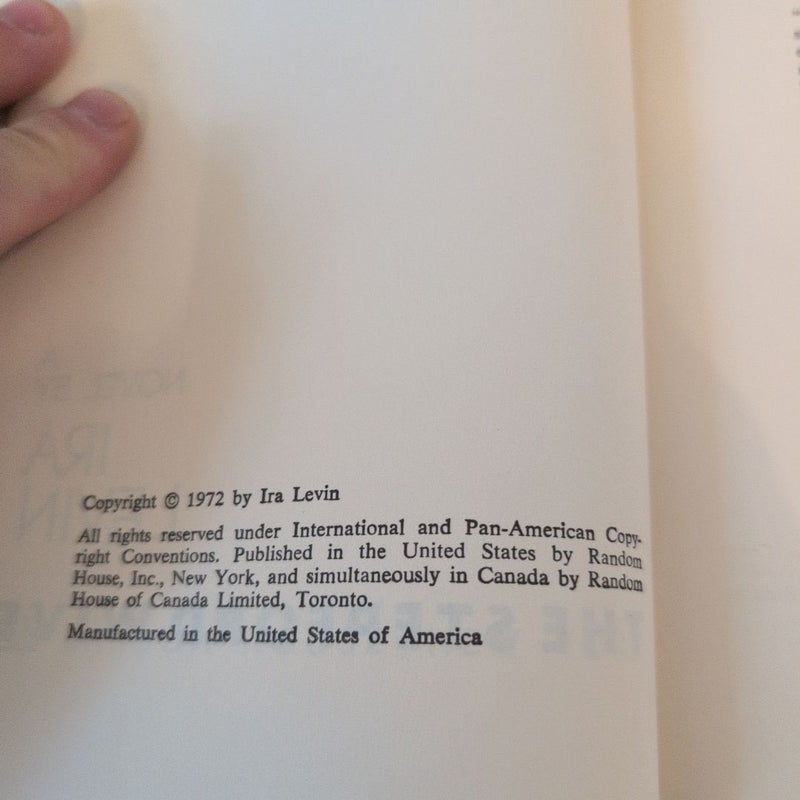 Copyright © 1972 by Ira Levin
All rights reserved under International and Pan-American Copy-
right Conventions. Published in the United States by Random
House, Inc., New York, and simultaneously in Canada by Random
House of Canada Limited, Toronto.
Manufactured in the United States of America